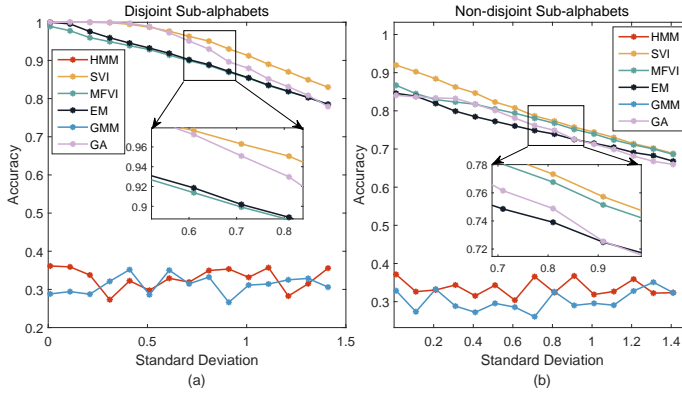 Disjoint Sub-alphabets
Non-disjoint Sub-alphabets
1
0.9
0.8
0.7
0.6
0.5
0.4
0.3
0.2
Accuracy
HMM
SVI
MFVI
EM
GMM
GA
0.96
0.94
0.92
0.9
0.6
0.7
0.8
0
0.5
1
1.5
Standard Deviation
(a)
1
0.9
0.8
0.7
0.6
0.5
0.4
0.3
Accuracy
HMM
SVI
MFVI
EM
GMM
GA
0.78
0.76
0.74
0.72
0.7
0.8
0.9
0.2
0.4
0.6
0.8
1
1.2
1.4
Standard Deviation
(b)